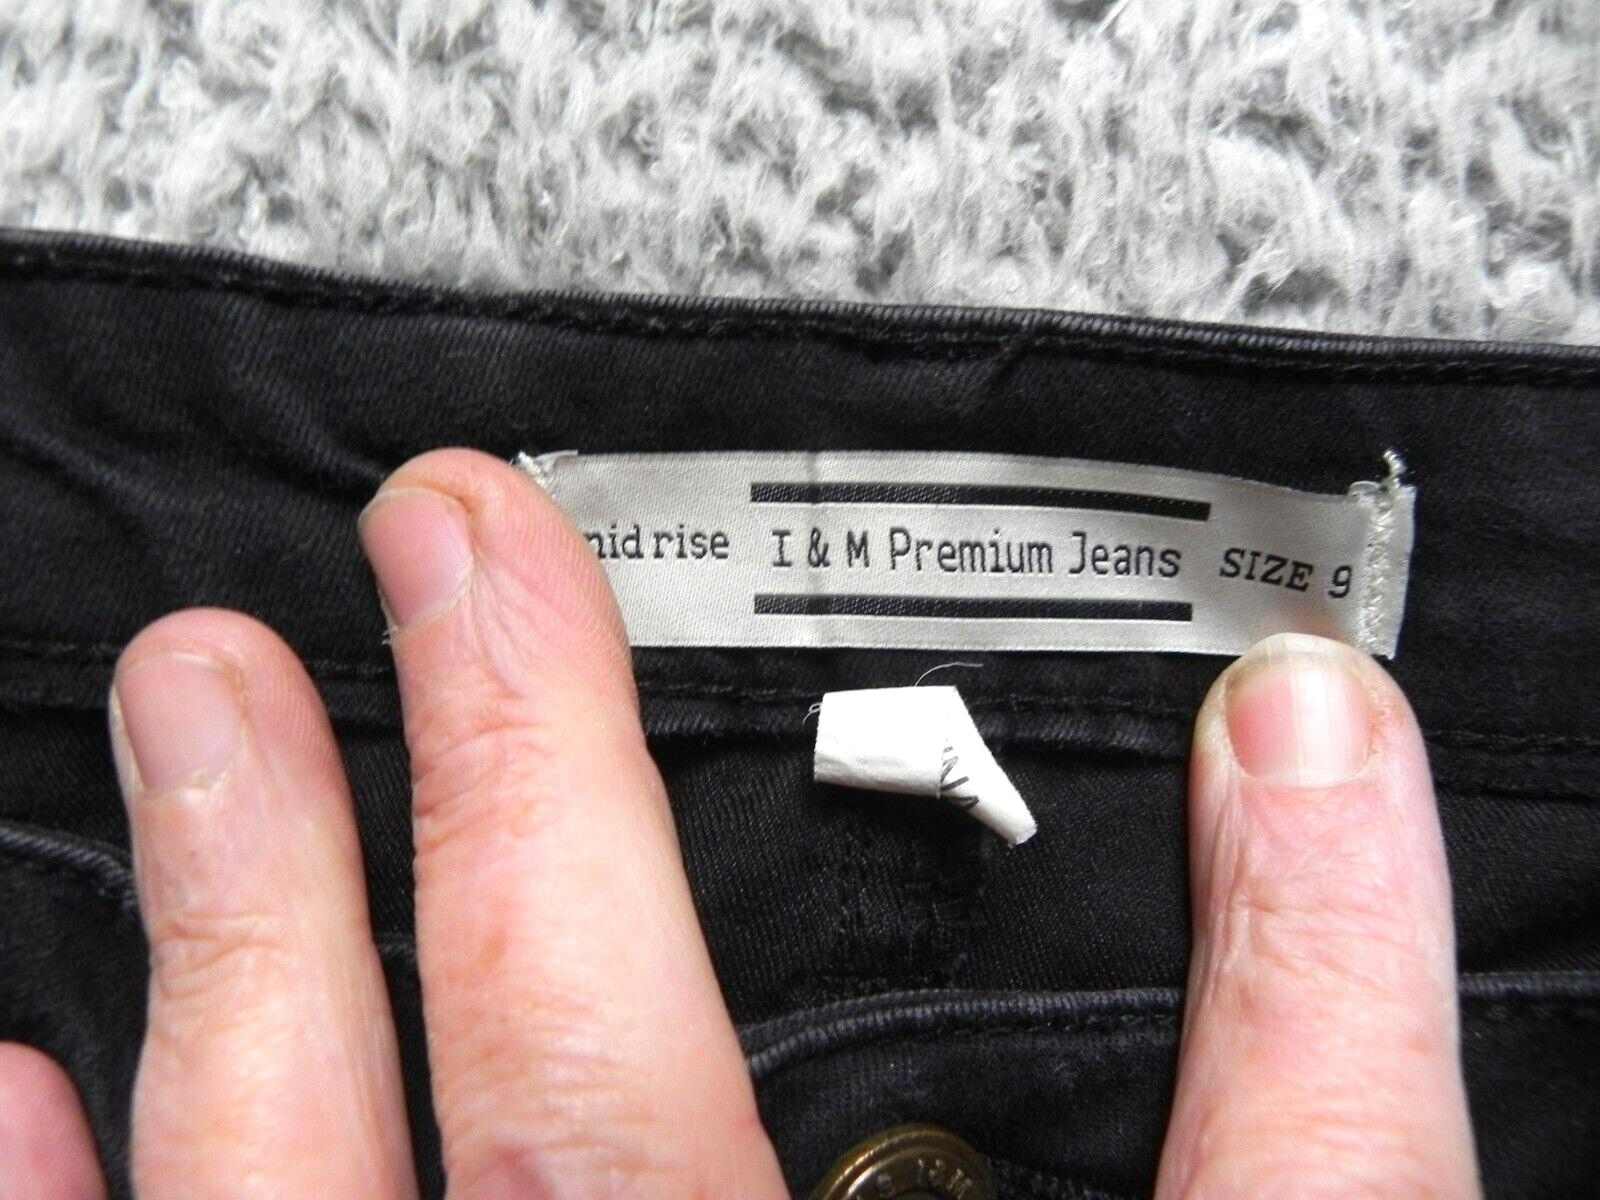 mid rise I & M Premium Jeans SIZE 9
I&M